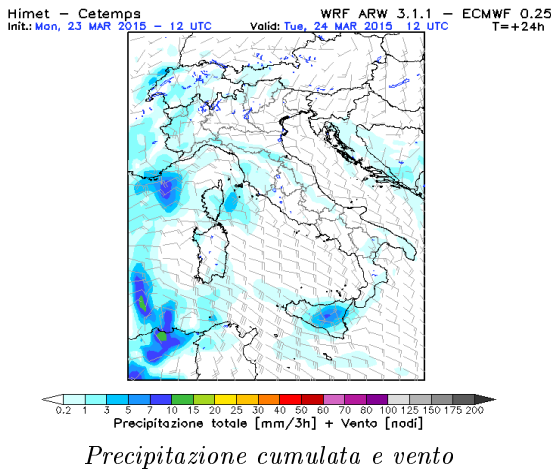 Himet – Cetemps WRF ARW 3.1.1 – ECMWF 0.25
Init.: Mon, 23 MAR 2015 – 12 UTC Valid: Tue, 24 MAR 2015 12 UTC T=+24h
0.2 1 3 5 7 10 15 20 25 30 40 50 60 70 80 100 125 150 175 200
Precipitazione totale [mm/3h] + Vento [nodi]
Precipitazione cumulata e vento